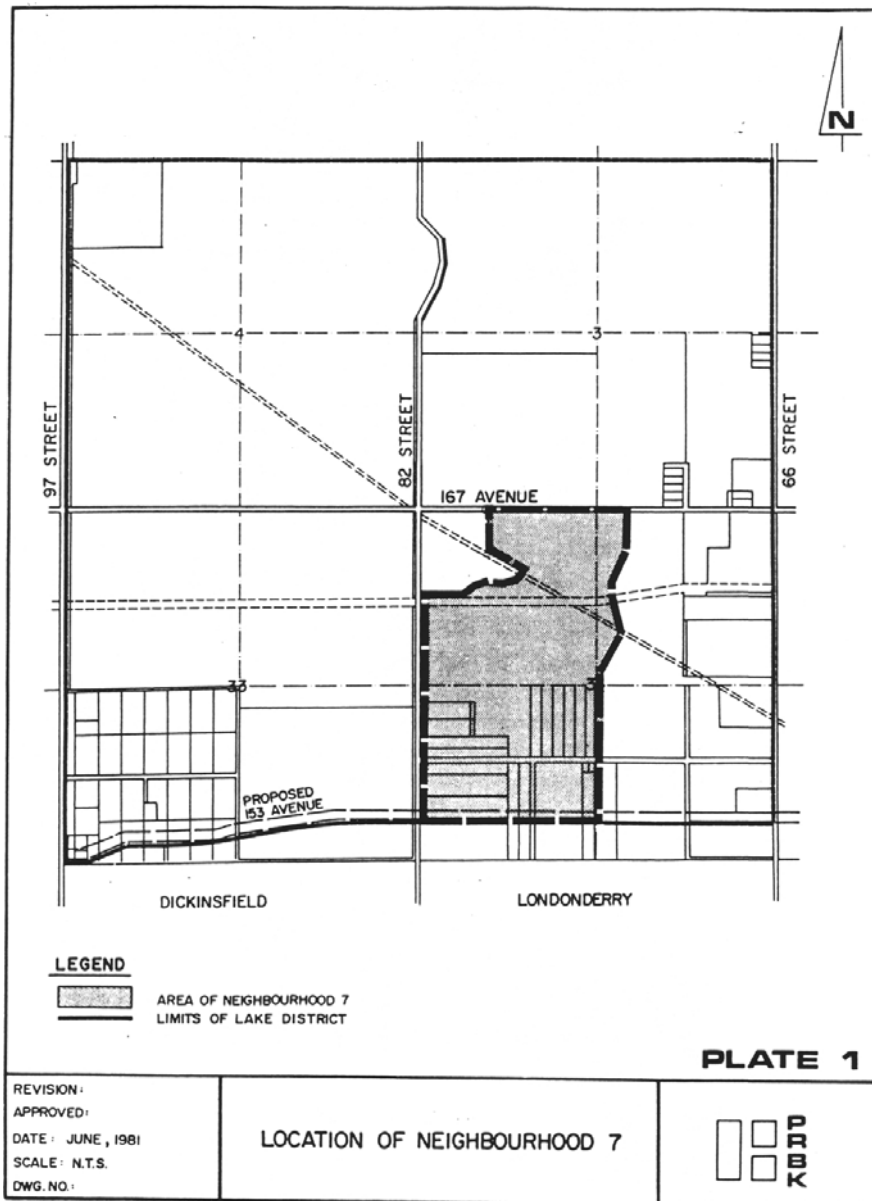 N
4
3
97 STREET
82 STREET
66 STREET
167 AVENUE
33
PROPOSED
153 AVENUE
DICKINSFIELD
LONDONDERRY
LEGEND
AREA OF NEIGHBOURHOOD 7
LIMITS OF LAKE DISTRICT
PLATE 1
REVISION:
APPROVED:
DATE: JUNE, 1981
SCALE: N.T.S.
DWG. NO.:
LOCATION OF NEIGHBOURHOOD 7
P
R
B
K